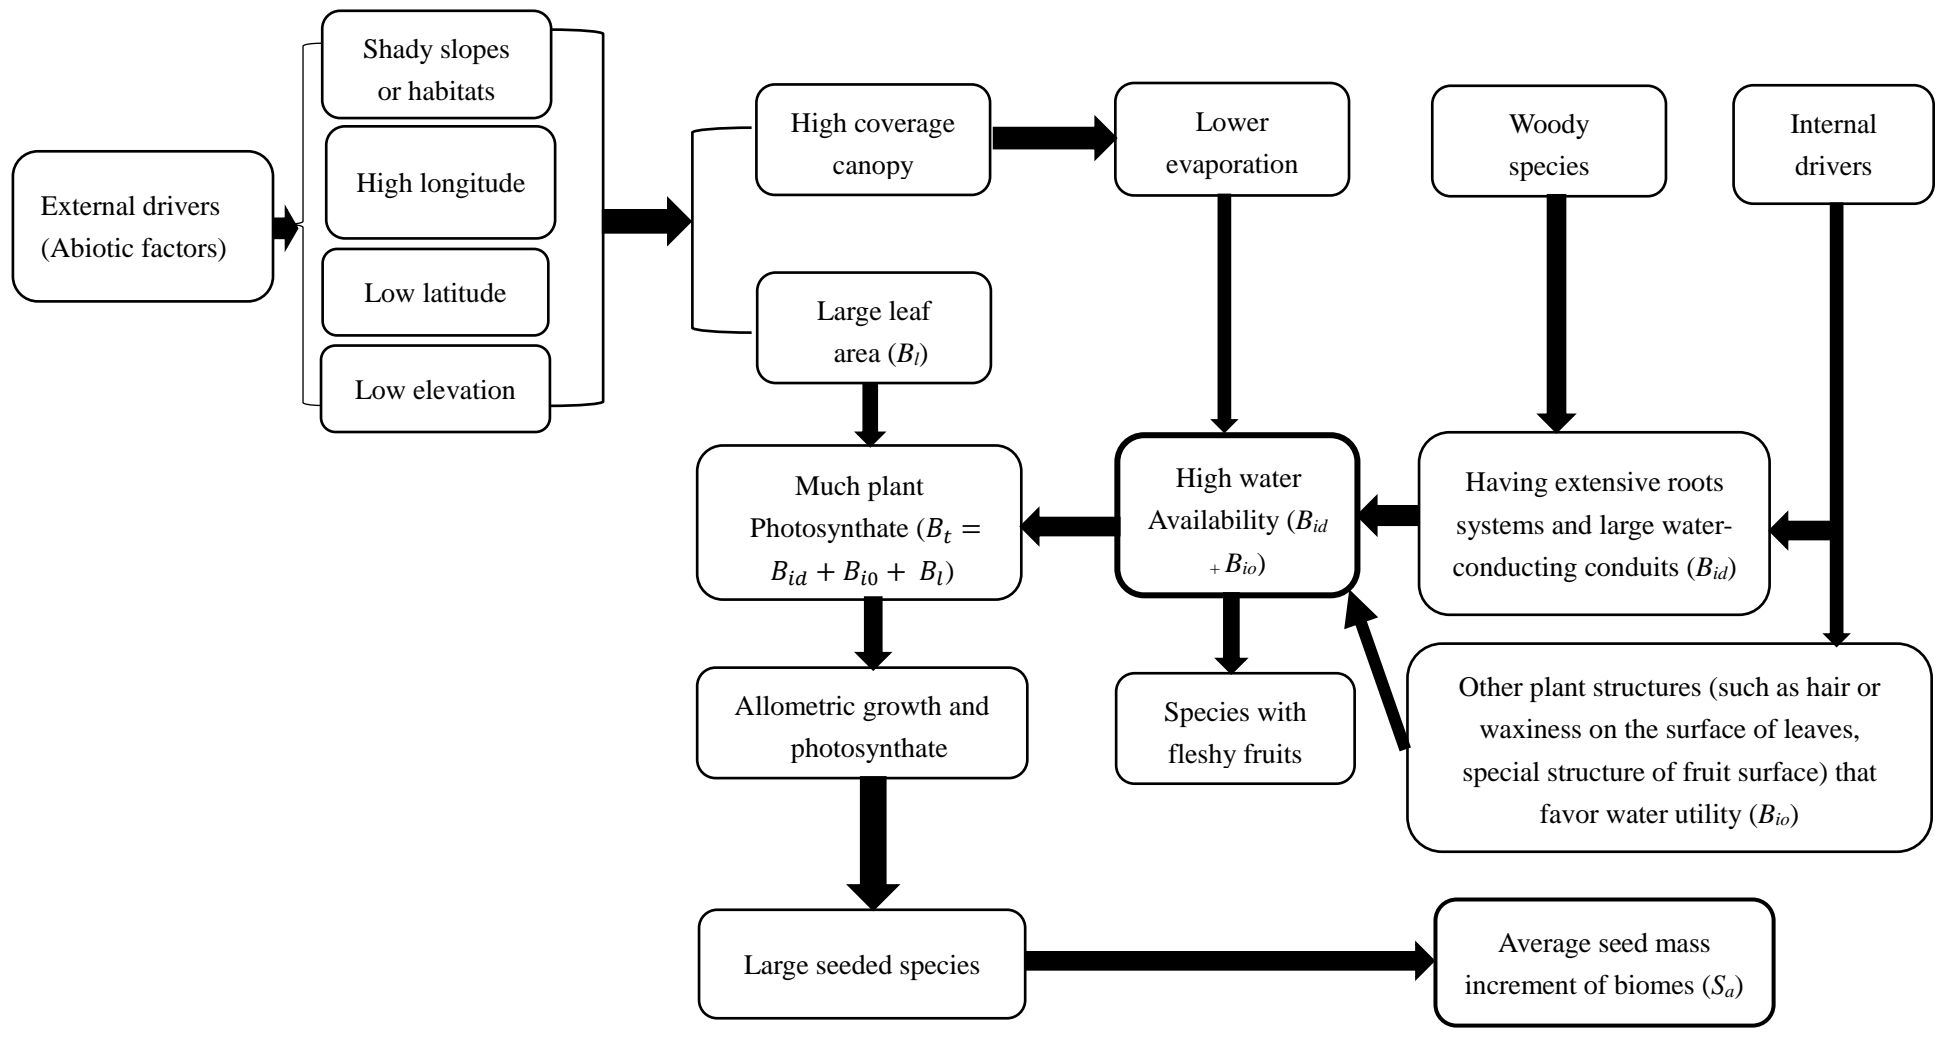 Shady slopes
or habitats
High longitude
Low latitude
Low elevation
External drivers
(Abiotic factors)
High coverage
canopy
Lower
evaporation
Woody
species
Internal
drivers
Large leaf
area (Bl)
Much plant
Photosynthate (Bt =
Bid + Bi0 + Bl)
High water
Availability (Bid
+ Bio)
Having extensive roots
systems and large water-
conducting conduits (Bid)
Allometric growth and
photosynthate
Species with
fleshy fruits
Other plant structures (such as hair or
waxiness on the surface of leaves,
special structure of fruit surface) that
favor water utility (Bio)
Large seeded species
Average seed mass
increment of biomes (Sa)